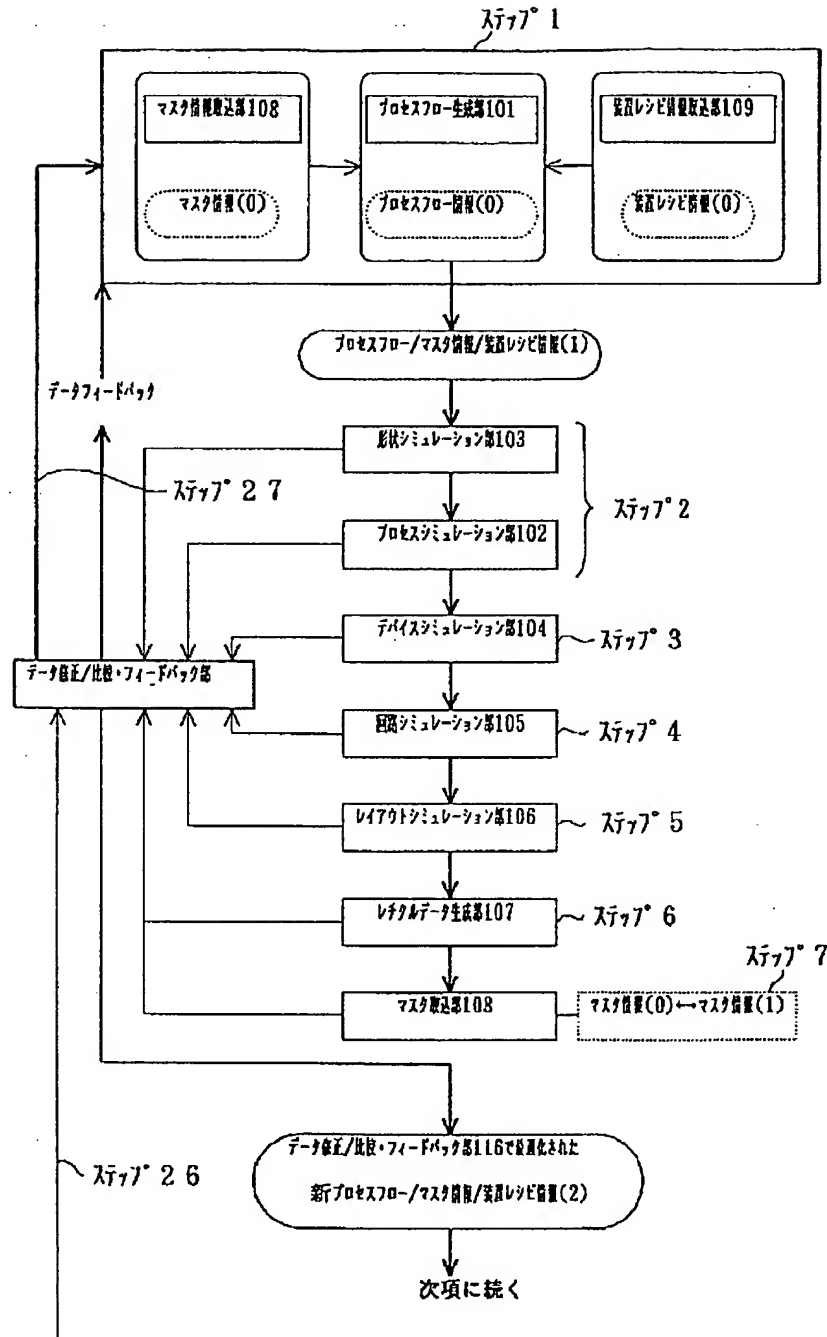 ステップ 1
マスタ情報取込部108
プロセスフロー生成部101
装置レシピ情報取込部109
マスタ情報(0)
プロセスフロー情報(0)
装置レシピ情報(0)
プロセスフロー/マスタ情報/装置レシピ情報(1)
データフィードバック
形状シミュレーション部103
ステップ 2 7
ステップ 2
プロセスシミュレーション部102
デバイスシミュレーション部104
ステップ 3
データ修正/比較・フィードバック部
回路シミュレーション部105
ステップ 4
レイアウトシミュレーション部106
ステップ 5
レチクルデータ生成部107
ステップ 6
ステップ 7
マスク取込部108
マスク情報(0)↔マスク情報(1)
データ修正/比較・フィードバック部116で最適化された
ステップ 2 6
新プロセスフロー/マスタ情報/装置レシピ情報(2)
次項に続く